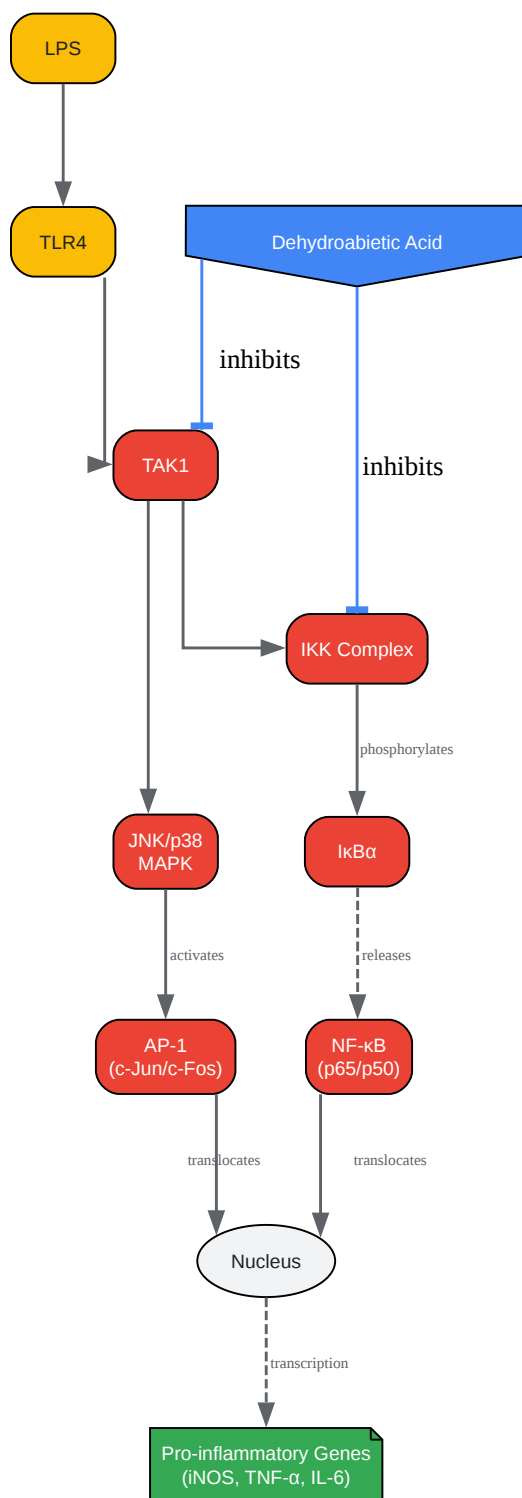 LPS
TLR4
Dehydroabietic Acid
inhibits
TAK1
inhibits
IKK Complex
phosphorylates
JNK/p38
MAPK
IκBα
activates
releases
AP-1
(c-Jun/c-Fos)
NF-κB
(p65/p50)
translocates
translocates
Nucleus
transcription
Pro-inflammatory Genes
(iNOS, TNF-α, IL-6)